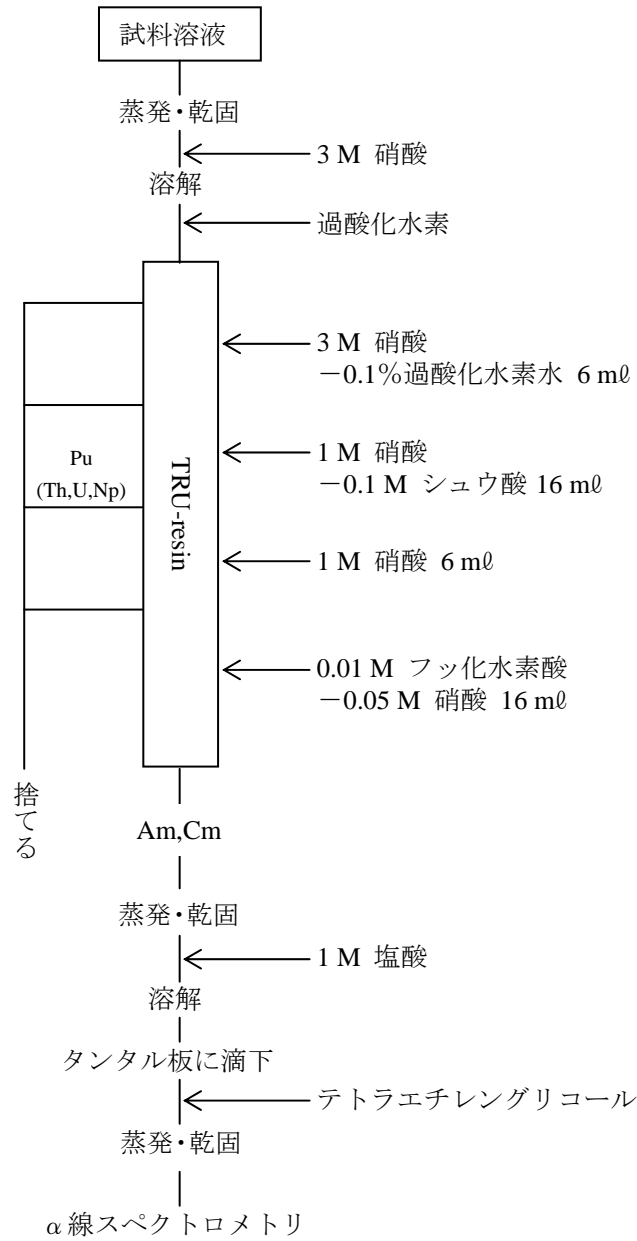 試料溶液
蒸発・乾固
3 M 硝酸
溶解
過酸化水素
3 M 硝酸
－0.1％過酸化水素水 6 mℓ
Pu
(Th,U,Np)
TRU-resin
1 M 硝酸
－0.1 M シュウ酸 16 mℓ
1 M 硝酸 6 mℓ
0.01 M フッ化水素酸
－0.05 M 硝酸 16 mℓ
捨てる
Am,Cm
蒸発・乾固
1 M 塩酸
溶解
タンタル板に滴下
テトラエチレングリコール
蒸発・乾固
α線スペクトロメトリ